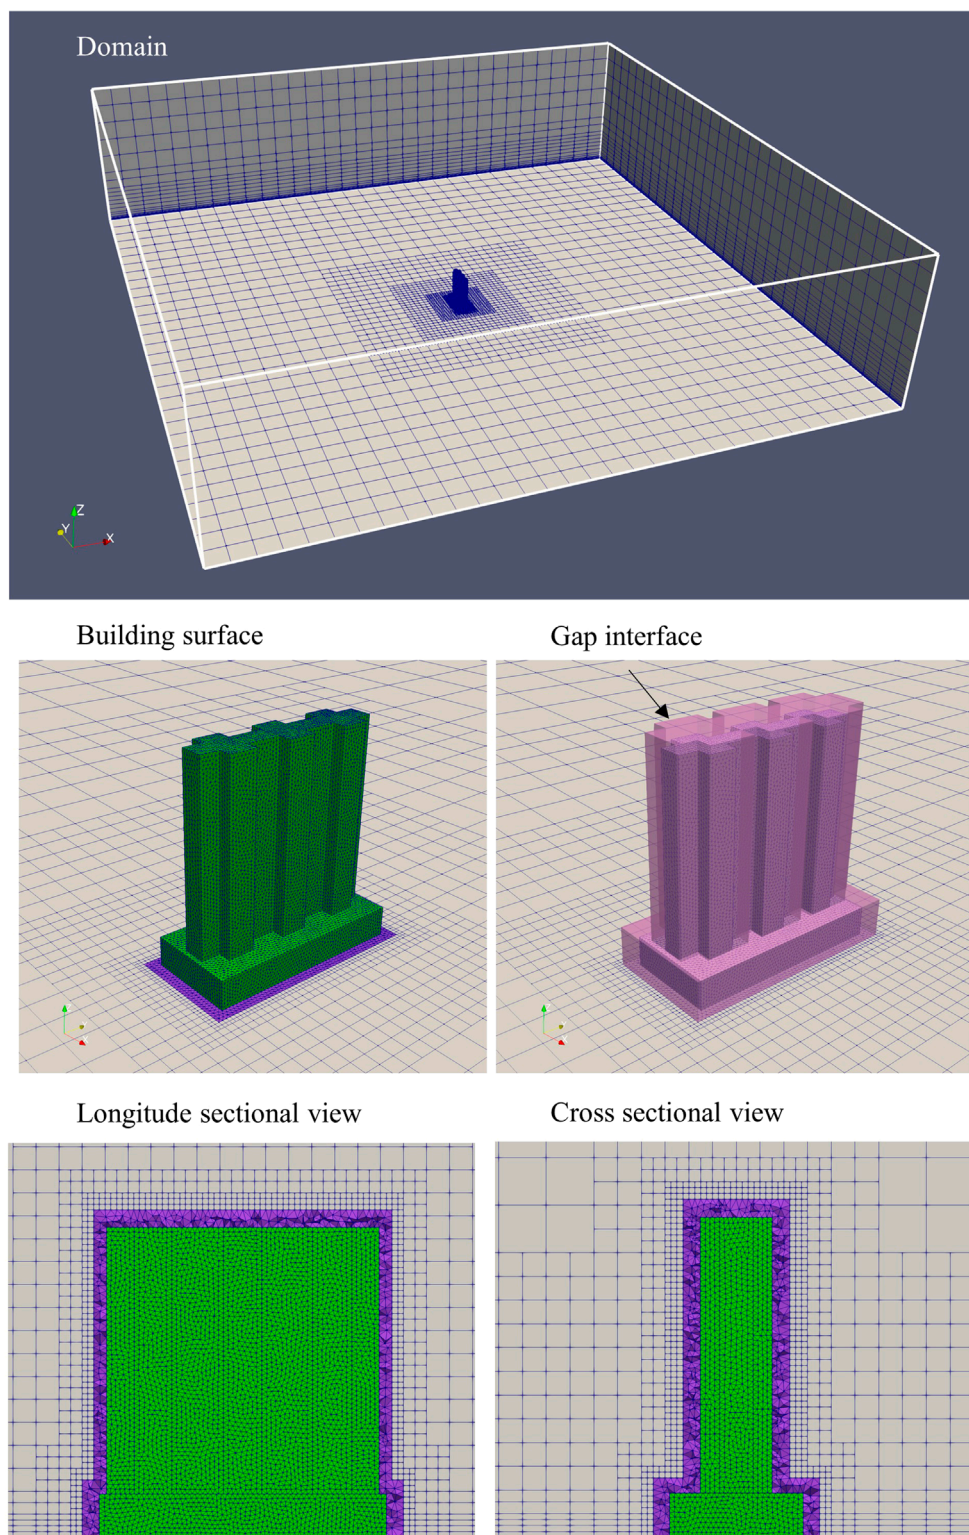 Domain
Z
Y
X
Building surface
Gap interface
Longitude sectional view
Cross sectional view